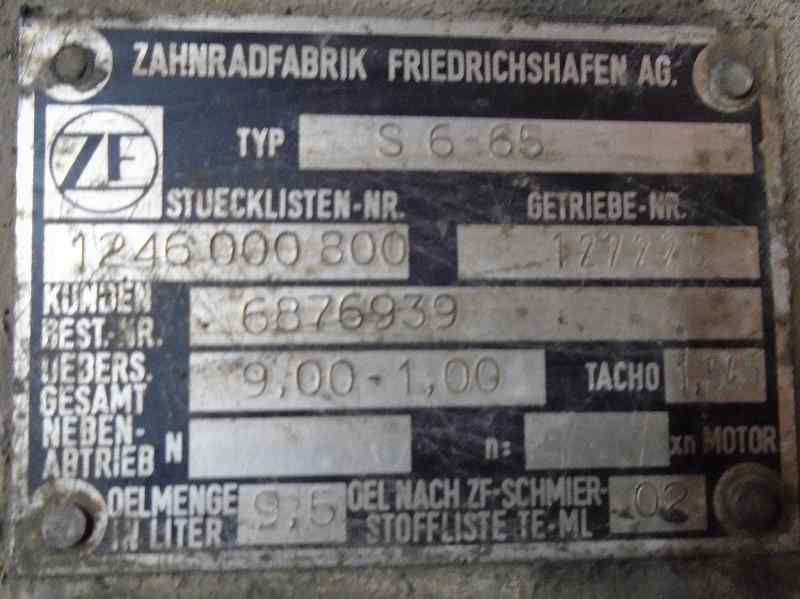 ZAHNRADFABRIK FRIEDRICHSHAFEN AG.
ZF
TYP S 6-65
STUECKLISTEN-NR. GETRIEBE-NR.
1246 000 800
KUNDEN BEST.-NR. 6876939
UEBERS. GESAMT 9,00-1,00 TACHO
NEBEN-ABTRIEB N n: xn MOTOR
OELMENGE IN LITER 9,5 OEL NACH ZF-SCHMIER-STOFFLISTE TE-ML 02